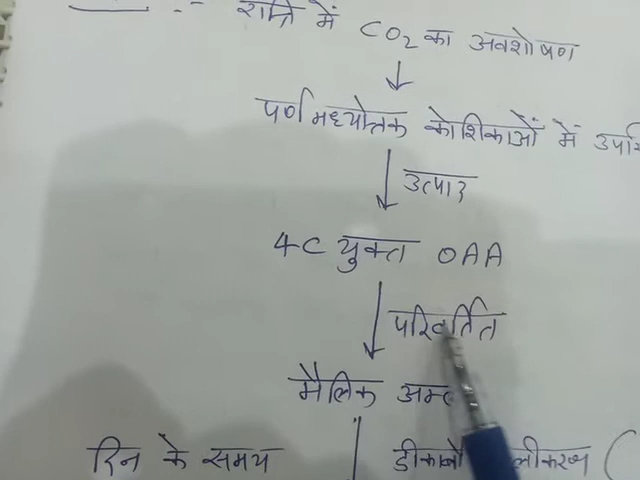 रात्रि में CO2 का अवशोषण
पर्णमध्योत्तक कोशिकाओं में
उत्पाद
4C युक्त OAA
परिवर्तित
मैलिक
दिन के समय